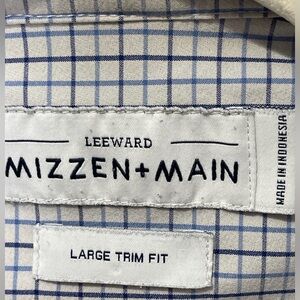 LEEWARD
MIZZEN+MAIN
MADE IN INDONESIA
LARGE TRIM FIT